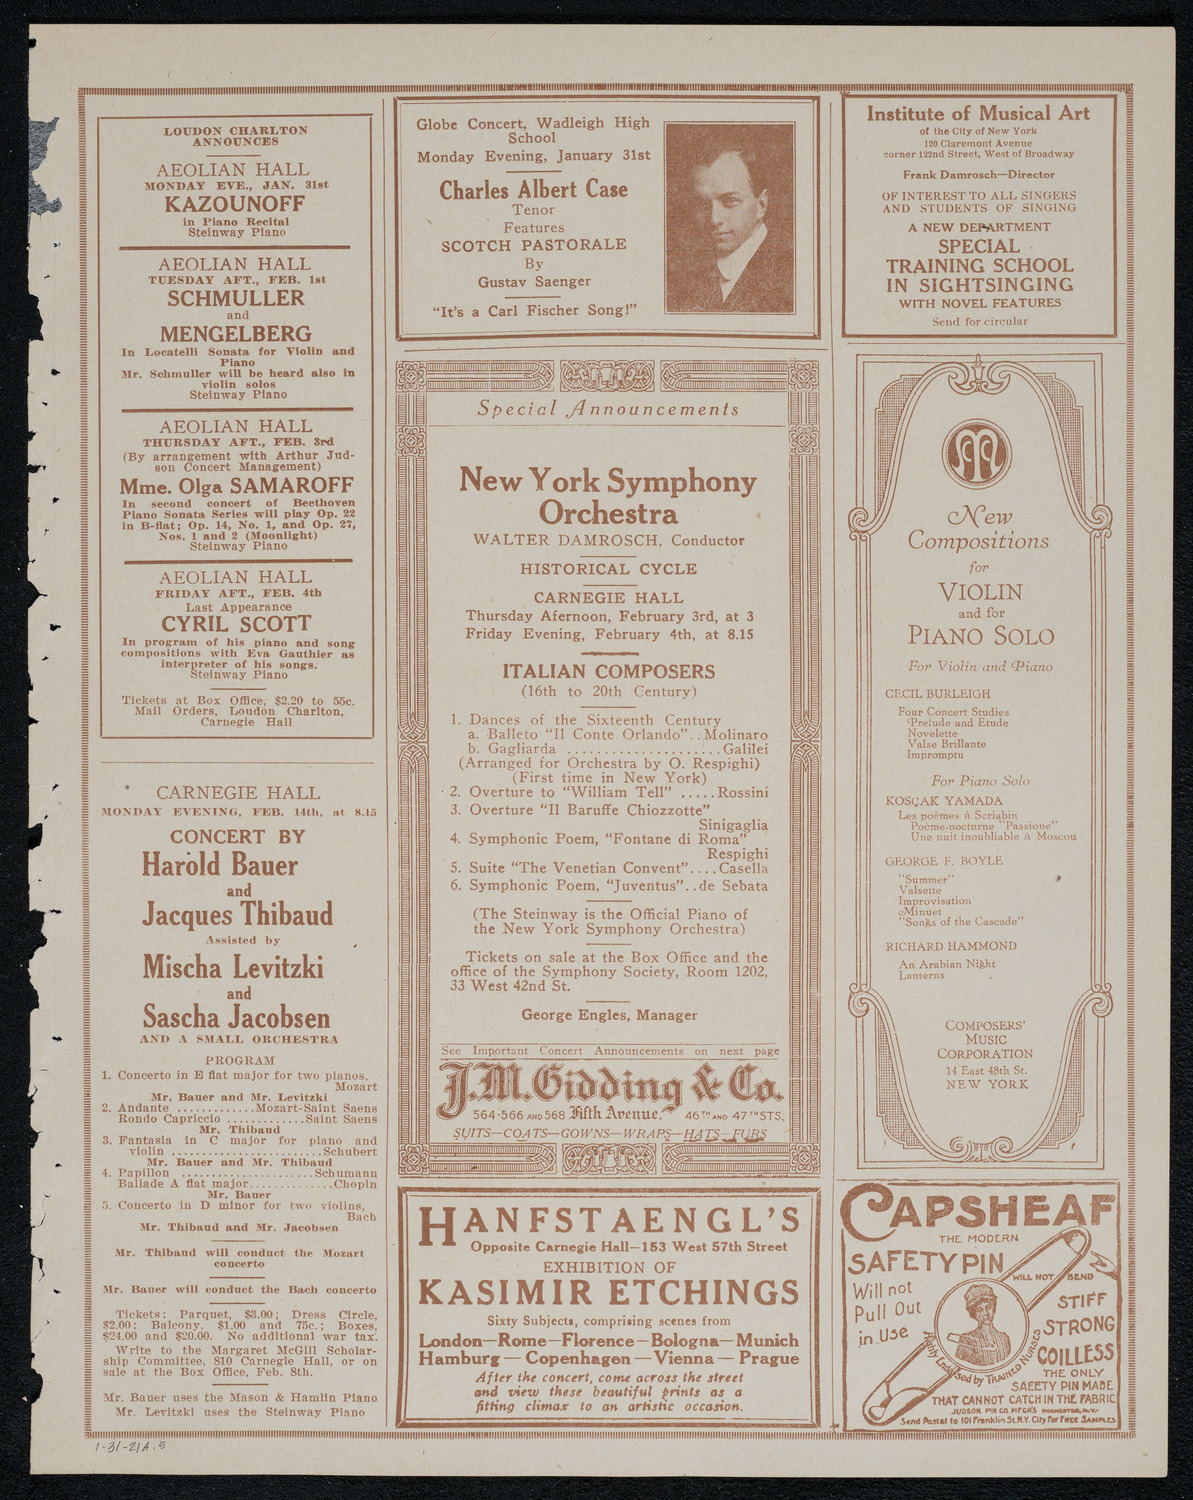 LOUDON CHARLTON
ANNOUNCES
AEOLIAN HALL
MONDAY EVE., JAN. 31st
KAZOUNOFF
in Piano Recital
Steinway Piano
AEOLIAN HALL
TUESDAY AFT., FEB. 1st
SCHMULLER
and
MENGELBERG
In Locatelli Sonata for Violin and
Piano
Mr. Schmuller will be heard also in
violin solos
Steinway Piano
AEOLIAN HALL
THURSDAY AFT., FEB. 3rd
(By arrangement with Arthur Jud-
son Concert Management)
Mme. Olga SAMAROFF
In second concert of Beethoven
Piano Sonata Series will play Op. 22
in B-flat; Op. 14, No. 1, and Op. 27,
Nos. 1 and 2 (Moonlight)
Steinway Piano
AEOLIAN HALL
FRIDAY AFT., FEB. 4th
Last Appearance
CYRIL SCOTT
In program of his piano and song
compositions with Eva Gauthier as
interpreter of his songs.
Steinway Piano
Tickets at Box Office, $2.20 to 55c.
Mail Orders, Loudon Charlton,
Carnegie Hall
CARNEGIE HALL
MONDAY EVENING, FEB. 14th, at 8.15
CONCERT BY
Harold Bauer
and
Jacques Thibaud
Assisted by
Mischa Levitzki
and
Sascha Jacobsen
AND A SMALL ORCHESTRA
PROGRAM
1. Concerto in E flat major for two pianos,
Mozart
Mr. Bauer and Mr. Levitzki
2. Andante .............Mozart-Saint Saens
Rondo Capriccio .............Saint Saens
Mr. Thibaud
3. Fantasia in C major for piano and
violin ........................Schubert
Mr. Bauer and Mr. Thibaud
4. Papillon .....................Schumann
Ballade A flat major.............Chopin
Mr. Bauer
5. Concerto in D minor for two violins,
Bach
Mr. Thibaud and Mr. Jacobsen
Mr. Thibaud will conduct the Mozart
concerto
Mr. Bauer will conduct the Bach concerto
Tickets: Parquet, $3.00; Dress Circle,
$2.00; Balcony. $1.00 and 75c.; Boxes,
$24.00 and $20.00. No additional war tax.
Write to the Margaret McGill Scholar-
ship Committee, 810 Carnegie Hall, or on
sale at the Box Office, Feb. 8th.
Mr. Bauer uses the Mason & Hamlin Piano
Mr. Levitzki uses the Steinway Piano
1-31-21A.5
Globe Concert, Wadleigh High
School
Monday Evening, January 31st
Charles Albert Case
Tenor
Features
SCOTCH PASTORALE
By
Gustav Saenger
"It's a Carl Fischer Song!"
Special Announcements
New York Symphony
Orchestra
WALTER DAMROSCH, Conductor
HISTORICAL CYCLE
CARNEGIE HALL
Thursday Afernoon, February 3rd, at 3
Friday Evening, February 4th, at 8.15
ITALIAN COMPOSERS
(16th to 20th Century)
1. Dances of the Sixteenth Century
a. Balleto "Il Conte Orlando"..Molinaro
b. Gagliarda .....................Galilei
(Arranged for Orchestra by O. Respighi)
(First time in New York)
2. Overture to "William Tell" .....Rossini
3. Overture "Il Baruffe Chiozzotte"
Sinigaglia
4. Symphonic Poem, "Fontane di Roma"
Respighi
5. Suite "The Venetian Convent"....Casella
6. Symphonic Poem, "Juventus"..de Sebata
(The Steinway is the Official Piano of
the New York Symphony Orchestra)
Tickets on sale at the Box Office and the
office of the Symphony Society, Room 1202,
33 West 42nd St.
George Engles, Manager
See Important Concert Announcements on next page
J.M. Gidding & Co.
564-566 AND 568 Fifth Avenue. 46TH AND 47TH STS.
SUITS—COATS—GOWNS—WRAPS—HATS—FURS
HANFSTAENGL'S
Opposite Carnegie Hall—153 West 57th Street
EXHIBITION OF
KASIMIR ETCHINGS
Sixty Subjects, comprising scenes from
London—Rome—Florence—Bologna—Munich
Hamburg—Copenhagen—Vienna—Prague
After the concert, come across the street
and view these beautiful prints as a
fitting climax to an artistic occasion.
Institute of Musical Art
of the City of New York
120 Claremont Avenue
corner 122nd Street, West of Broadway
Frank Damrosch—Director
OF INTEREST TO ALL SINGERS
AND STUDENTS OF SINGING
A NEW DEPARTMENT
SPECIAL
TRAINING SCHOOL
IN SIGHTSINGING
WITH NOVEL FEATURES
Send for circular
New
Compositions
for
VIOLIN
and for
PIANO SOLO
For Violin and Piano
CECIL BURLEIGH
Four Concert Studies
Prelude and Etude
Novelette
Valse Brillante
Impromptu
For Piano Solo
KOSÇAK YAMADA
Les poèmes à Scriabin
Poème-nocturne "Passione"
Une nuit inoubliable à Moscou
GEORGE F. BOYLE
"Summer"
Valsette
Improvisation
Minuet
"Songs of the Cascade"
RICHARD HAMMOND
An Arabian Night
Lanterns
COMPOSERS'
MUSIC
CORPORATION
14 East 48th St.
NEW YORK
CAPSHEAF
THE MODERN
SAFETY PIN
WILL NOT BEND
Will not
Pull Out
in Use
STIFF
STRONG
COILLESS
Highly Endorsed by TRAINED NURSES
THE ONLY
SAFETY PIN MADE
THAT CANNOT CATCH IN THE FABRIC
JUDSON PIN CO. MFGRS. ROCHESTER, N.Y.
Send Postal to 101 Franklin St. N.Y. City for FREE SAMPLES